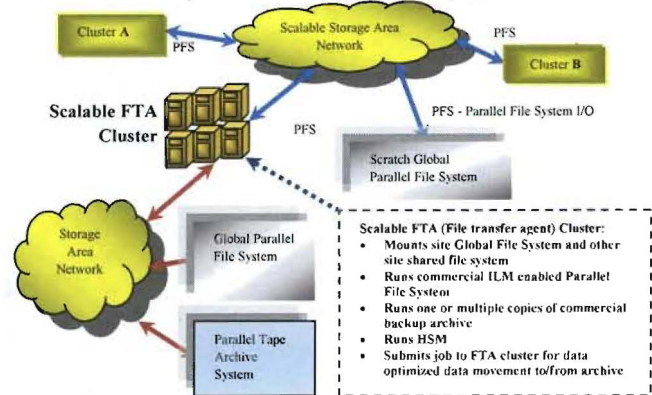 Cluster A
PFS
Scalable Storage Area
Network
PFS
Cluster B
Scalable FTA
Cluster
PFS
PFS - Parallel File System I/O
Scratch Global
Parallel File System
Storage
Area
Network
Global Parallel
File System
Parallel Tape
Archive
System
Scalable FTA (File transfer agent) Cluster:
• Mounts site Global File System and other
site shared file system
• Runs commercial ILM enabled Parallel
File System
• Runs one or multiple copies of commercial
backup archive
• Runs HSM
• Submits job to FTA cluster for data
optimized data movement to/from archive